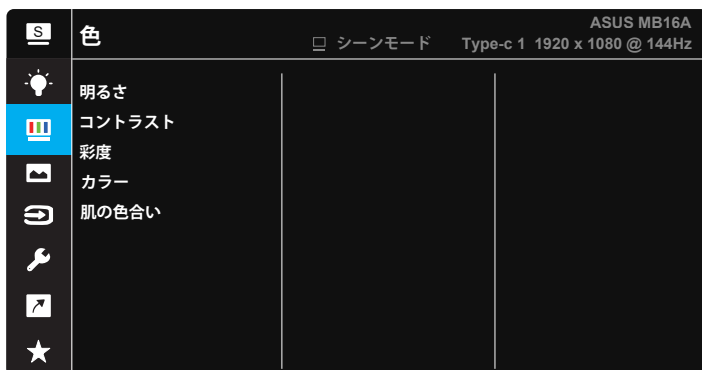 S
色
ASUS MB16A
シーンモード Type-c 1 1920 x 1080 @ 144Hz
明るさ
コントラスト
彩度
カラー
肌の色合い